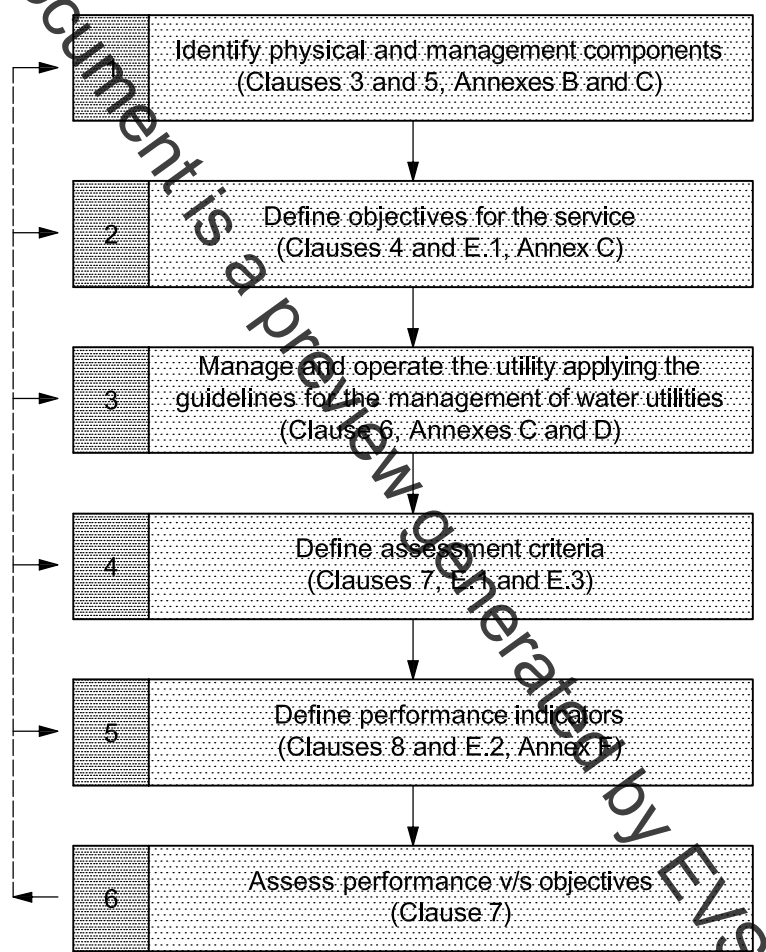 Identify physical and management components
(Clauses 3 and 5, Annexes B and C)
2
Define objectives for the service
(Clauses 4 and E.1, Annex C)
3
Manage and operate the utility applying the
guidelines for the management of water utilities
(Clause 6, Annexes C and D)
4
Define assessment criteria
(Clauses 7, E.1 and E.3)
5
Define performance indicators
(Clauses 8 and E.2, Annex F)
6
Assess performance v/s objectives
(Clause 7)
ocument is a preview generated by EVS